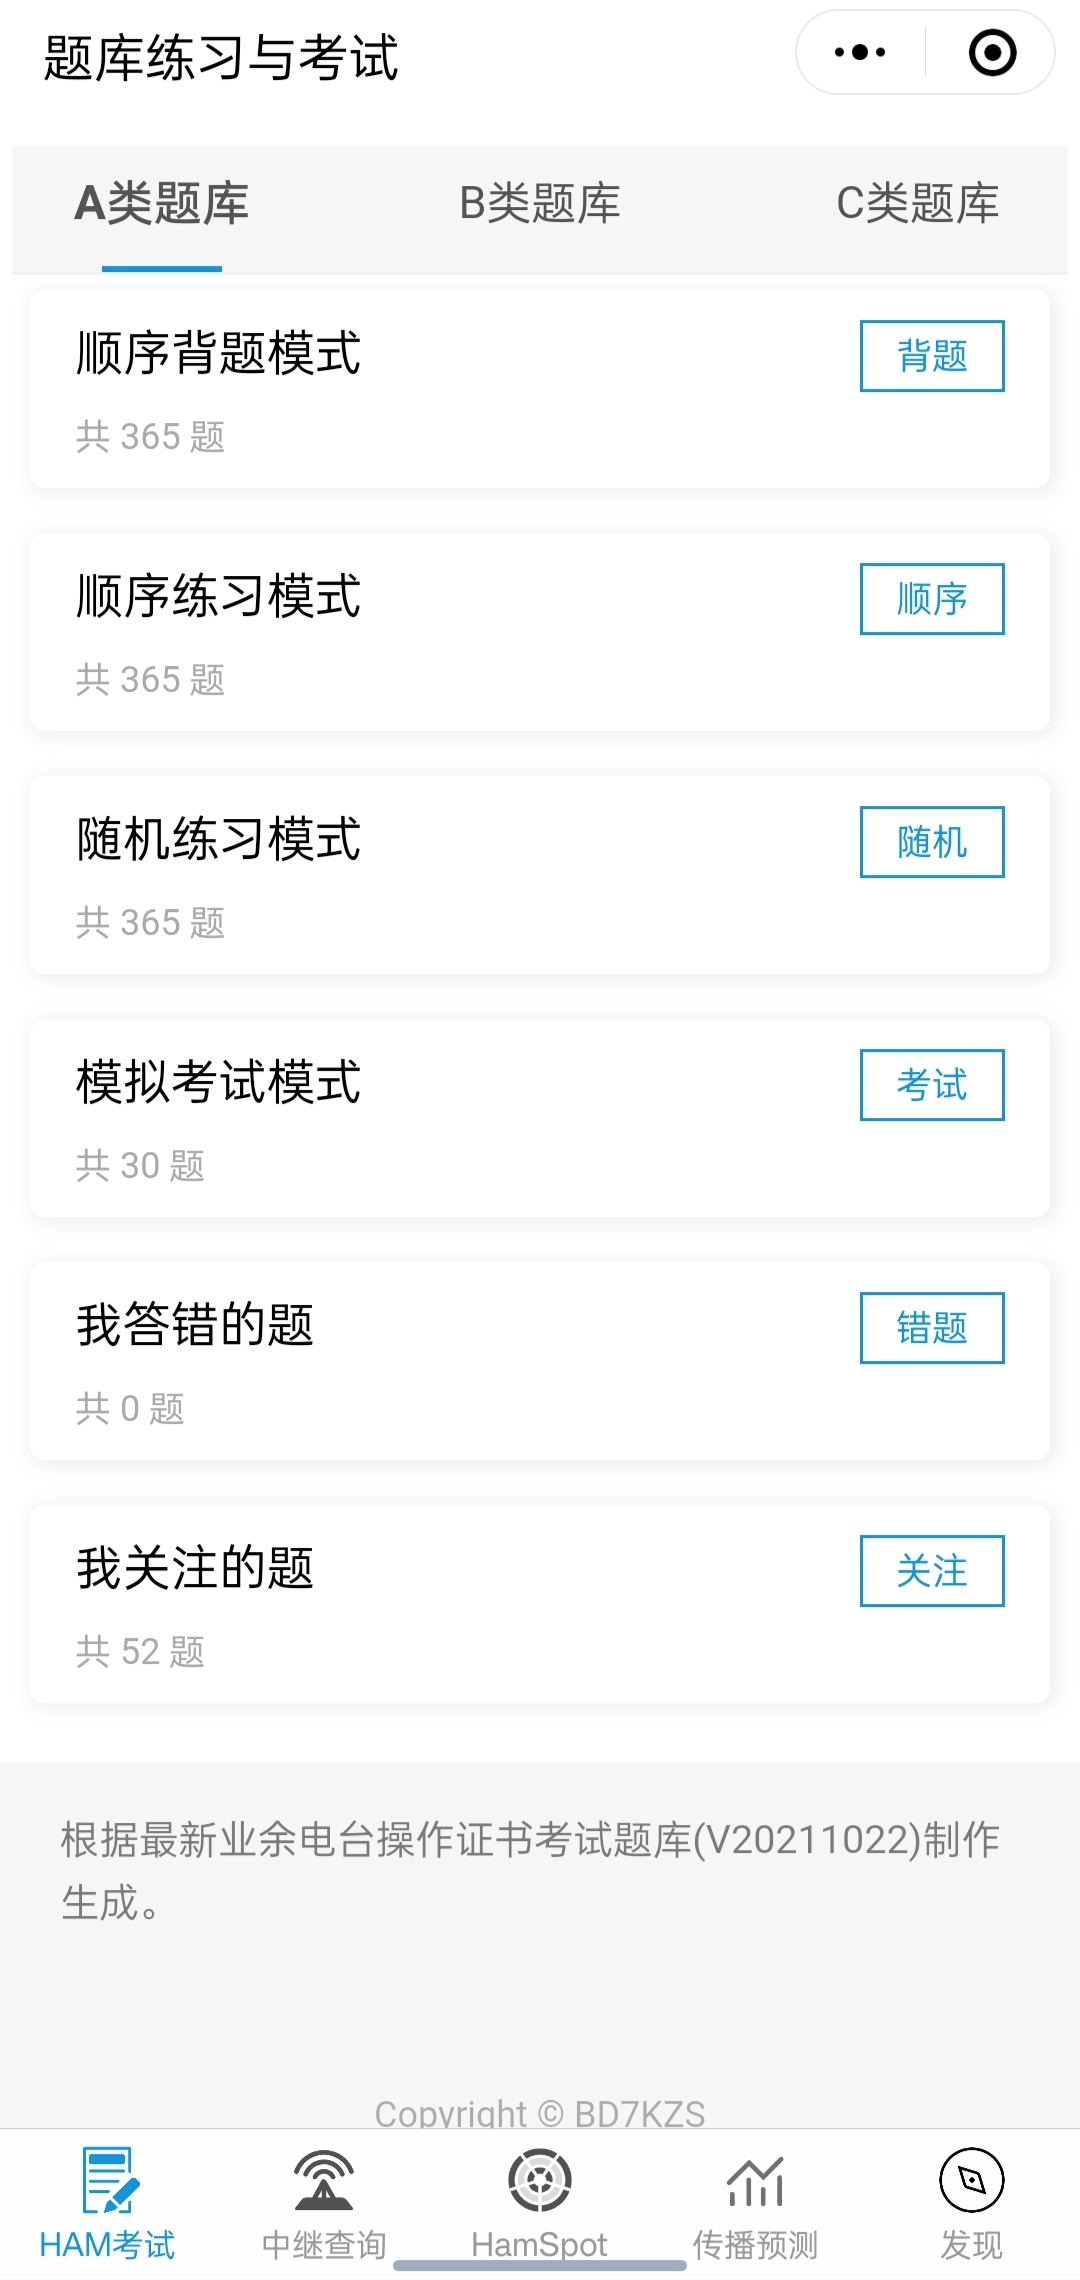 题库练习与考试
A类题库 B类题库 C类题库
顺序背题模式 背题
共 365 题
顺序练习模式 顺序
共 365 题
随机练习模式 随机
共 365 题
模拟考试模式 考试
共 30 题
我答错的题 错题
共 0 题
我关注的题 关注
共 52 题
根据最新业余电台操作证书考试题库(V20211022)制作
生成。
Copyright © BD7KZS
HAM考试 中继查询 HamSpot 传播预测 发现